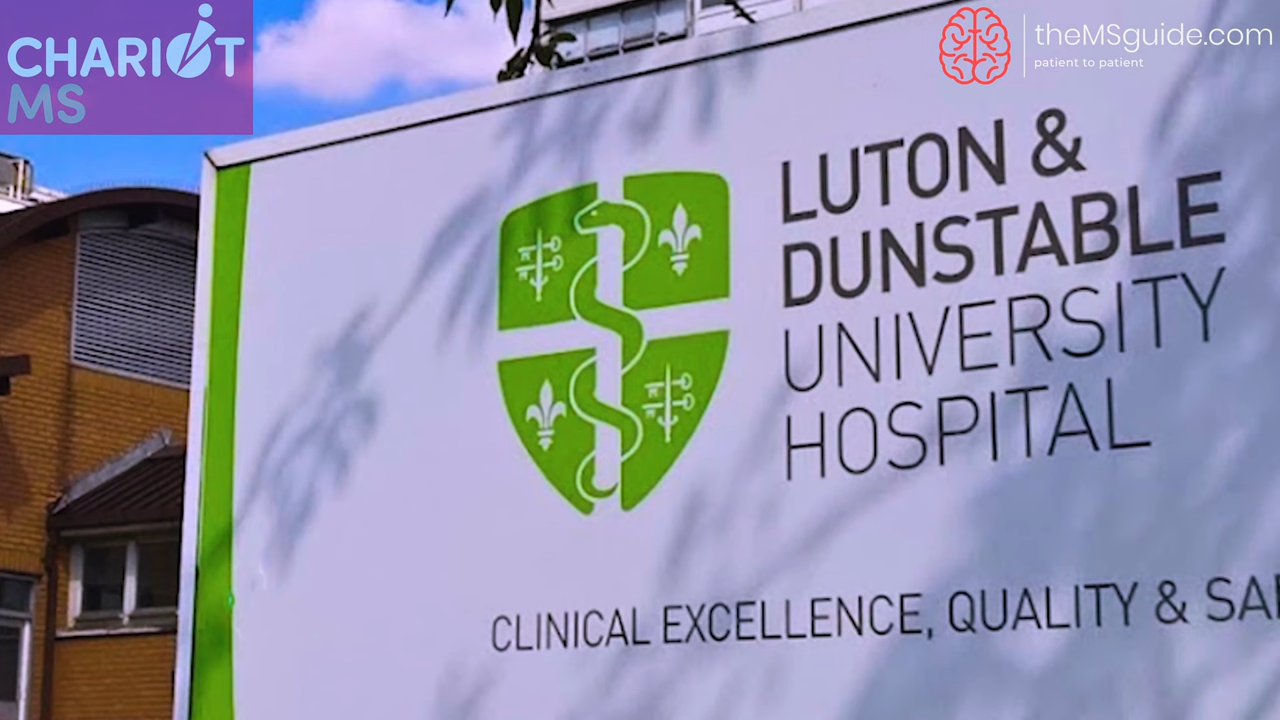 CHARIOT
MS
theMSguide.com
patient to patient
LUTON &
DUNSTABLE
UNIVERSITY
HOSPITAL
CLINICAL EXCELLENCE, QUALITY &